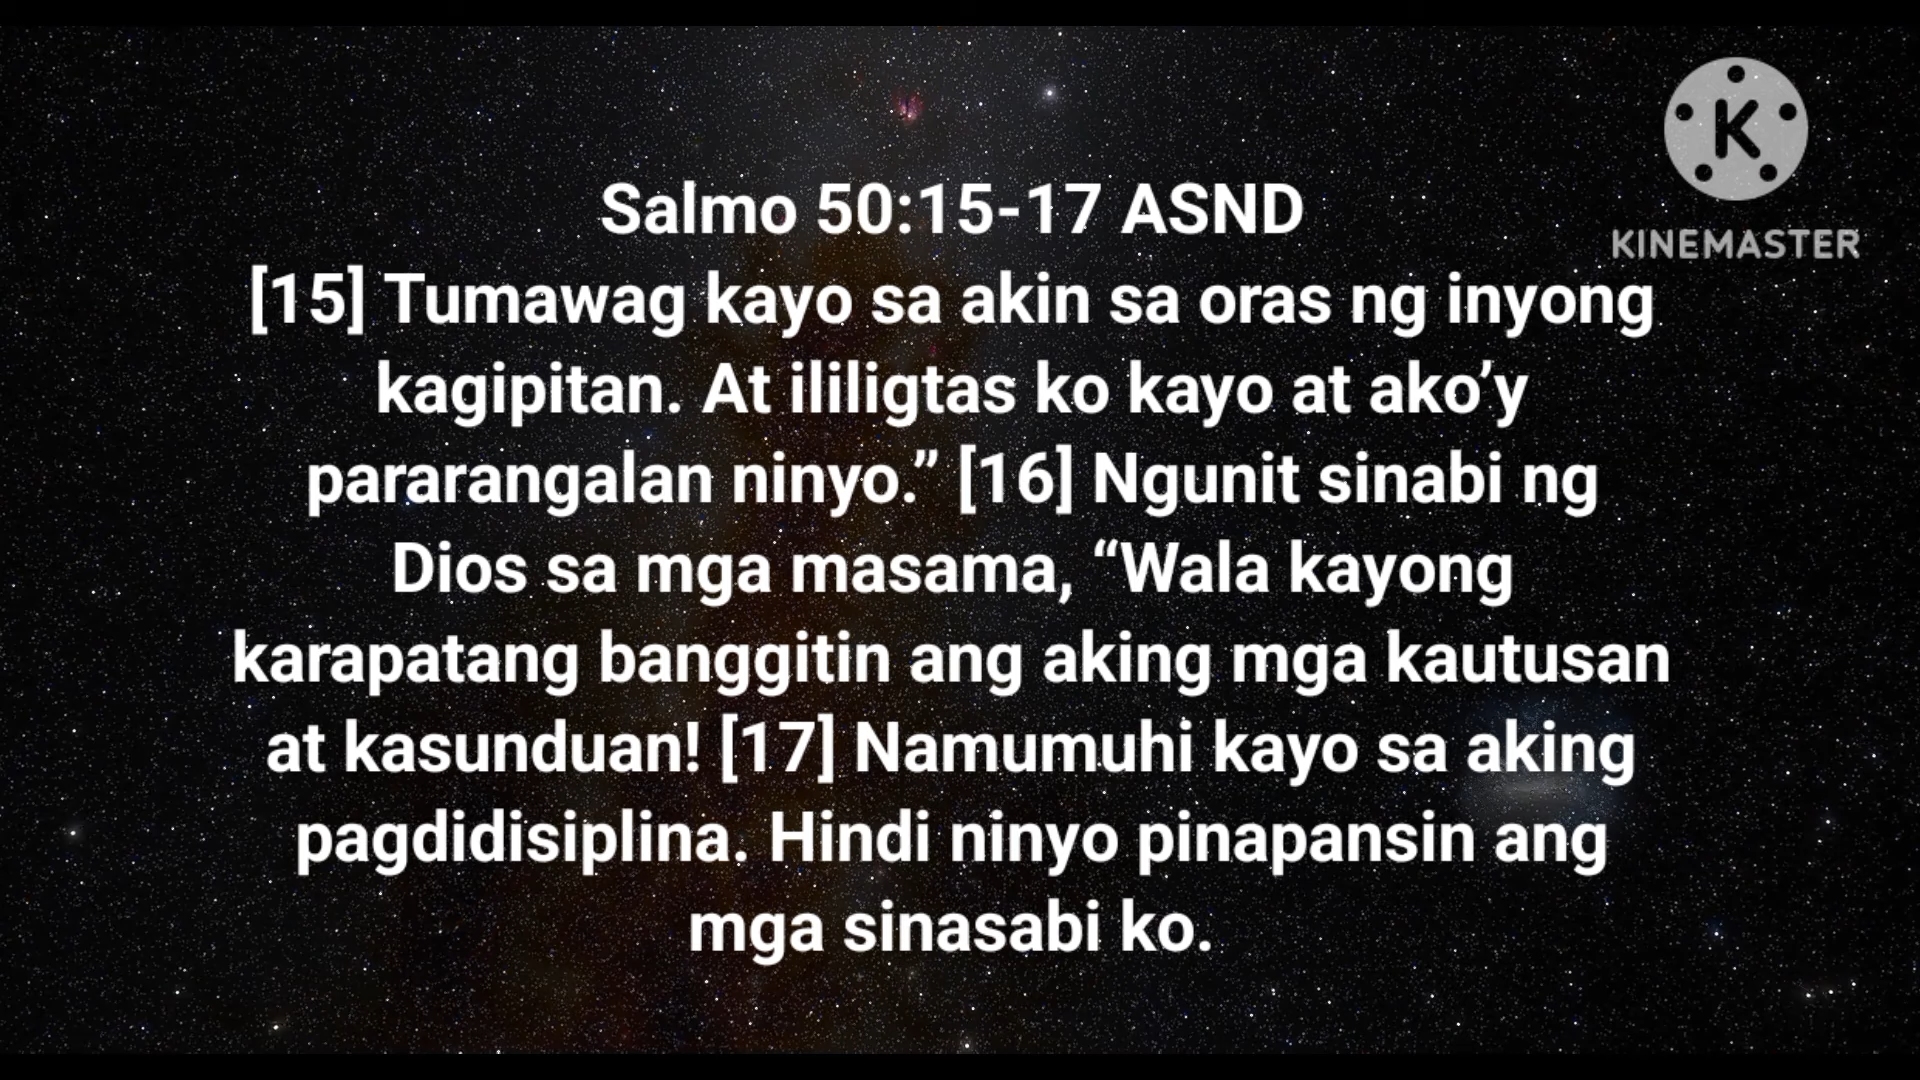 Salmo 50:15-17 ASND
K
KINEMASTER
[15] Tumawag kayo sa akin sa oras ng inyong
kagipitan. At ililigtas ko kayo at ako’y
pararangalan ninyo.” [16] Ngunit sinabi ng
Dios sa mga masama, “Wala kayong
karapatang banggitin ang aking mga kautusan
at kasunduan! [17] Namumuhi kayo sa aking
pagdidisiplina. Hindi ninyo pinapansin ang
mga sinasabi ko.